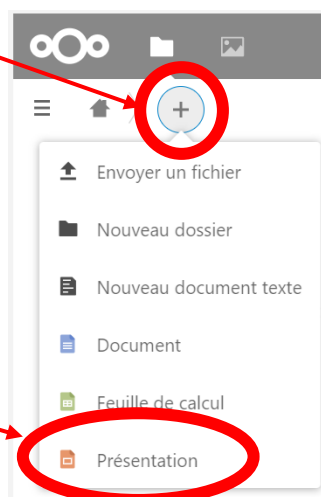 Envoyer un fichier
Nouveau dossier
Nouveau document texte
Document
Feuille de calcul
Présentation